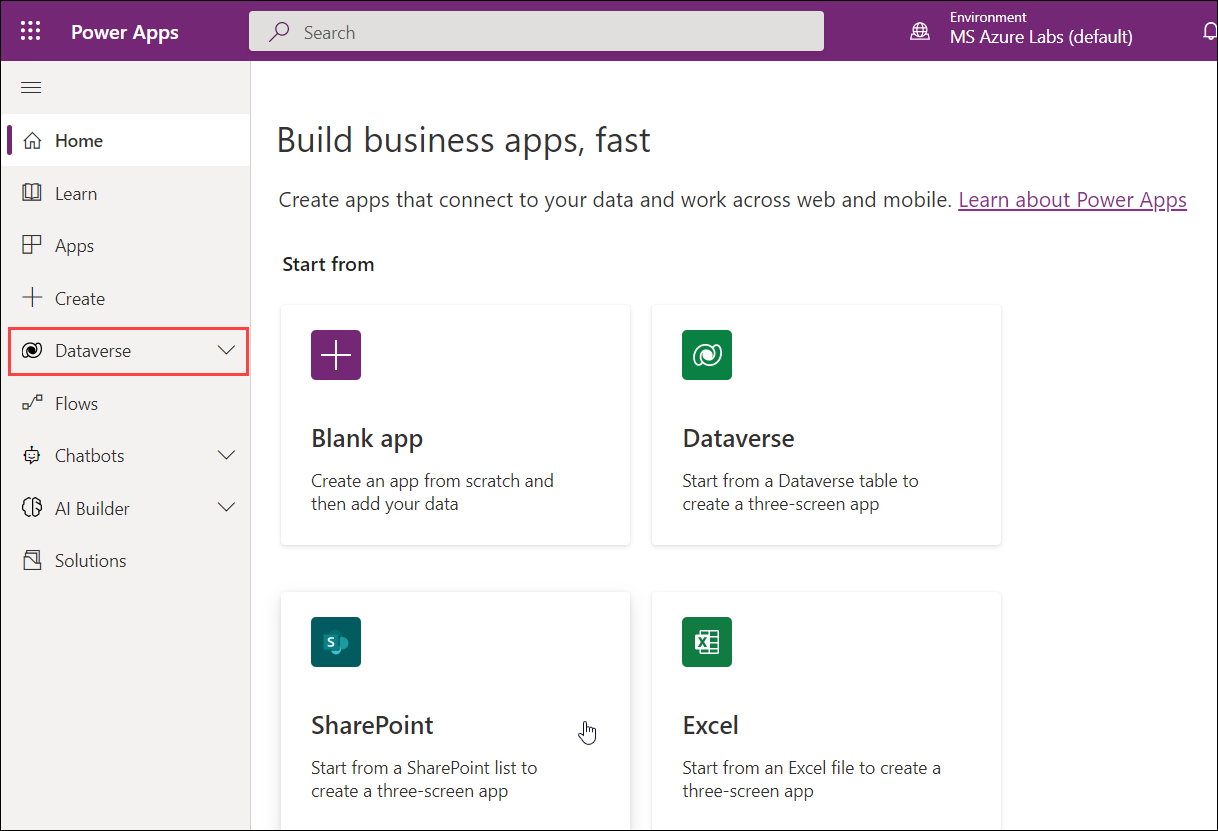 Power Apps
Search
Environment
MS Azure Labs (default)
Home
Learn
Apps
Create
Dataverse
Flows
Chatbots
AI Builder
Solutions
Build business apps, fast
Create apps that connect to your data and work across web and mobile. Learn about Power Apps
Start from
Blank app
Create an app from scratch and
then add your data
Dataverse
Start from a Dataverse table to
create a three-screen app
S
SharePoint
Start from a SharePoint list to
create a three-screen app
X
Excel
Start from an Excel file to create a
three-screen app